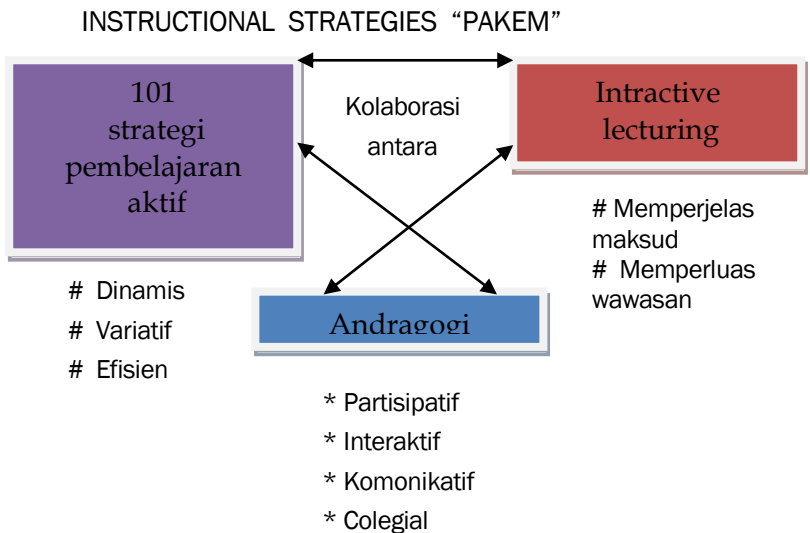 INSTRUCTIONAL STRATEGIES “PAKEM”
101
strategi
pembelajaran
aktif
Kolaborasi
antara
Intractive
lecturing
# Memperjelas
maksud
# Memperluas
wawasan
# Dinamis
# Variatif
# Efisien
Andragogi
* Partisipatif
* Interaktif
* Komonikatif
* Colegial